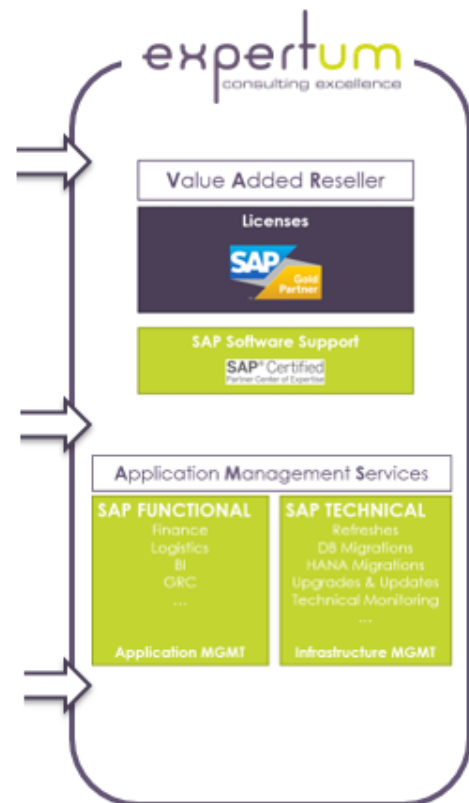 expertum
consulting excellence
Value Added Reseller
Licenses
SAP
Gold
Partner
SAP Software Support
SAP® Certified
Partner Center of Expertise
Application Management Services
SAP FUNCTIONAL
Finance
Logistics
BI
GRC
...
Application MGMT
SAP TECHNICAL
Refreshes
DB Migrations
HANA Migrations
Upgrades & Updates
Technical Monitoring
...
Infrastructure MGMT